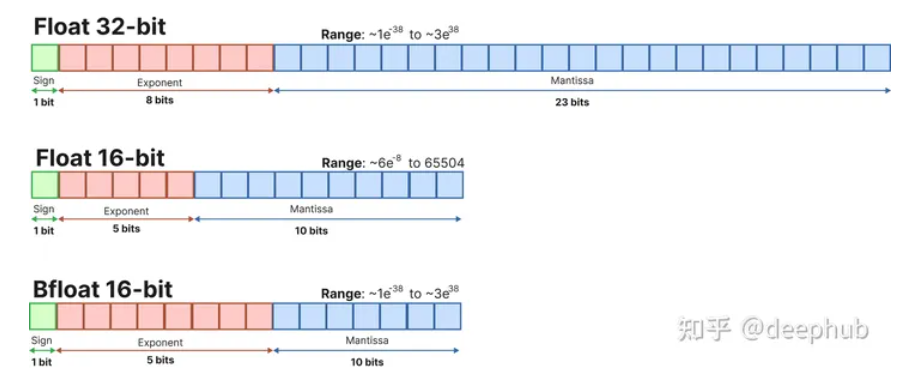 Float 32-bit
Range: ~1e-38 to ~3e38
Sign Exponent Mantissa
1 bit 8 bits 23 bits
Float 16-bit
Range: ~6e-8 to 65504
Sign Exponent Mantissa
1 bit 5 bits 10 bits
Bfloat 16-bit
Range: ~1e-38 to ~3e38
Sign Exponent Mantissa
1 bit 5 bits 10 bits
知乎 @deephub